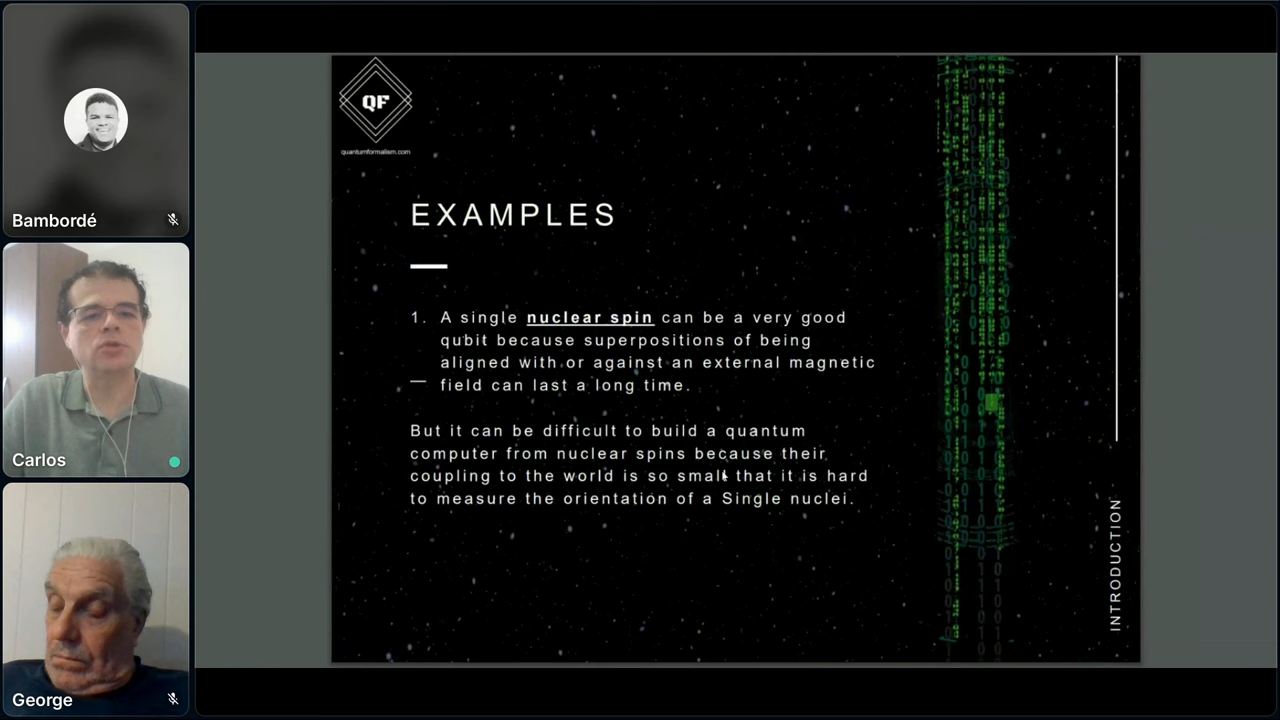 Bambordé
Carlos
George
QF
quantumformalism.com
EXAMPLES
1. A single nuclear spin can be a very good
qubit because superpositions of being
aligned with or against an external magnetic
field can last a long time.
But it can be difficult to build a quantum
computer from nuclear spins because their
coupling to the world is so small that it is hard
to measure the orientation of a Single nuclei.
INTRODUCTION